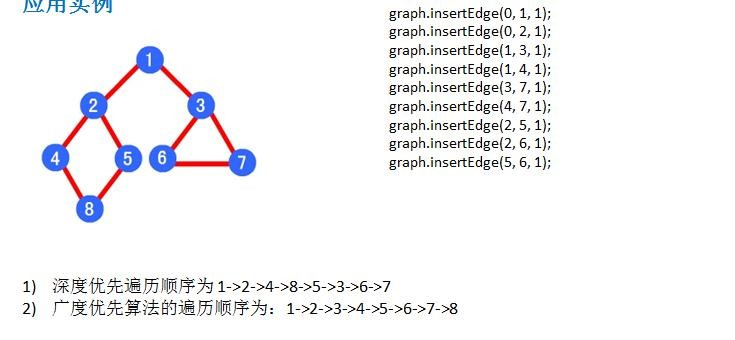 应用实例
graph.insertEdge(0, 1, 1);
graph.insertEdge(0, 2, 1);
graph.insertEdge(1, 3, 1);
graph.insertEdge(1, 4, 1);
graph.insertEdge(3, 7, 1);
graph.insertEdge(4, 7, 1);
graph.insertEdge(2, 5, 1);
graph.insertEdge(2, 6, 1);
graph.insertEdge(5, 6, 1);
1
2 3
4 5 6 7
8
1) 深度优先遍历顺序为 1->2->4->8->5->3->6->7
2) 广度优先算法的遍历顺序为：1->2->3->4->5->6->7->8